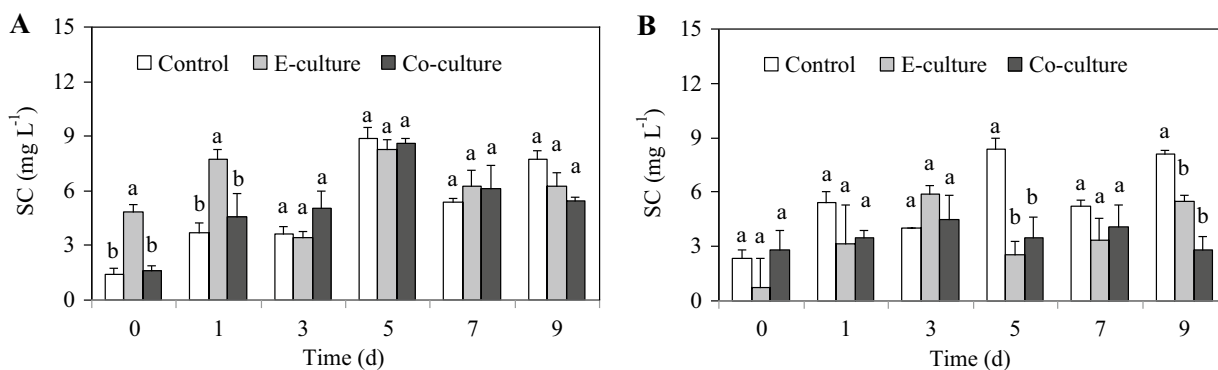 A
15
12
9
6
3
0
SC (mg L-1)
Control E-culture Co-culture
b a b
b a b
a a a
a a a
a a a
a a a
0 1 3 5 7 9
Time (d)
B
15
12
9
6
3
0
SC (mg L-1)
Control E-culture Co-culture
a a a
a a a
a a a
a b b
a a a
a b b
0 1 3 5 7 9
Time (d)